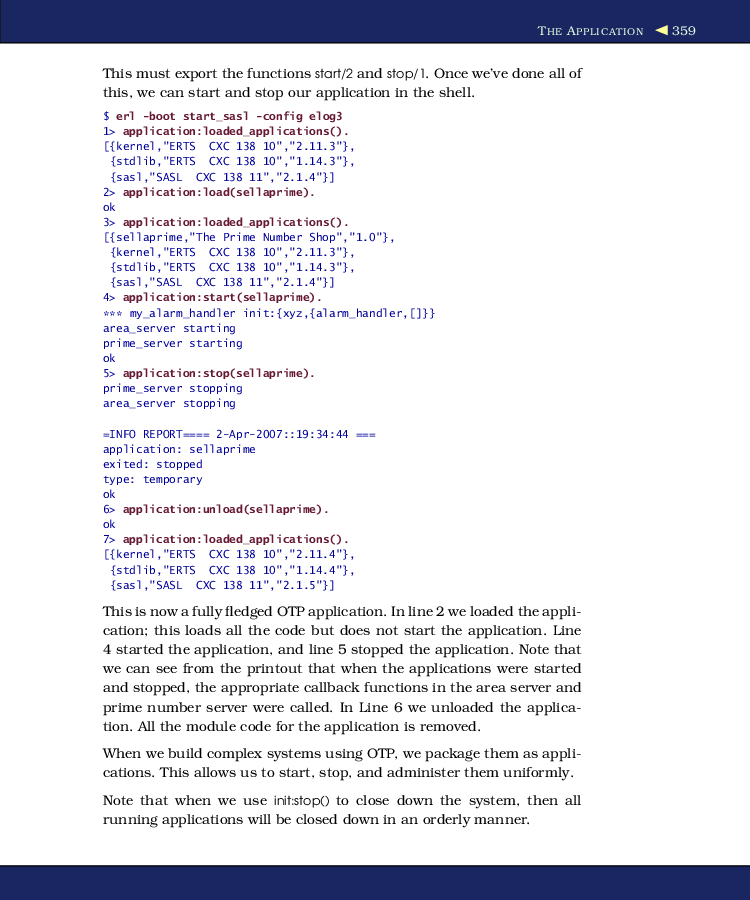 THE APPLICATION ◀ 359
This must export the functions start/2 and stop/1. Once we've done all of
this, we can start and stop our application in the shell.
$ erl -boot start_sasl -config elog3
1> application:loaded_applications().
[{kernel,"ERTS  CXC 138 10","2.11.3"},
 {stdlib,"ERTS  CXC 138 10","1.14.3"},
 {sasl,"SASL  CXC 138 11","2.1.4"}]
2> application:load(sellaprime).
ok
3> application:loaded_applications().
[{sellaprime,"The Prime Number Shop","1.0"},
 {kernel,"ERTS  CXC 138 10","2.11.3"},
 {stdlib,"ERTS  CXC 138 10","1.14.3"},
 {sasl,"SASL  CXC 138 11","2.1.4"}]
4> application:start(sellaprime).
*** my_alarm_handler init:{xyz,{alarm_handler,[]}}
area_server starting
prime_server starting
ok
5> application:stop(sellaprime).
prime_server stopping
area_server stopping

=INFO REPORT==== 2-Apr-2007::19:34:44 ===
application: sellaprime
exited: stopped
type: temporary
ok
6> application:unload(sellaprime).
ok
7> application:loaded_applications().
[{kernel,"ERTS  CXC 138 10","2.11.4"},
 {stdlib,"ERTS  CXC 138 10","1.14.4"},
 {sasl,"SASL  CXC 138 11","2.1.5"}]
This is now a fully fledged OTP application. In line 2 we loaded the appli-
cation; this loads all the code but does not start the application. Line
4 started the application, and line 5 stopped the application. Note that
we can see from the printout that when the applications were started
and stopped, the appropriate callback functions in the area server and
prime number server were called. In Line 6 we unloaded the applica-
tion. All the module code for the application is removed.
When we build complex systems using OTP, we package them as appli-
cations. This allows us to start, stop, and administer them uniformly.
Note that when we use init:stop() to close down the system, then all
running applications will be closed down in an orderly manner.